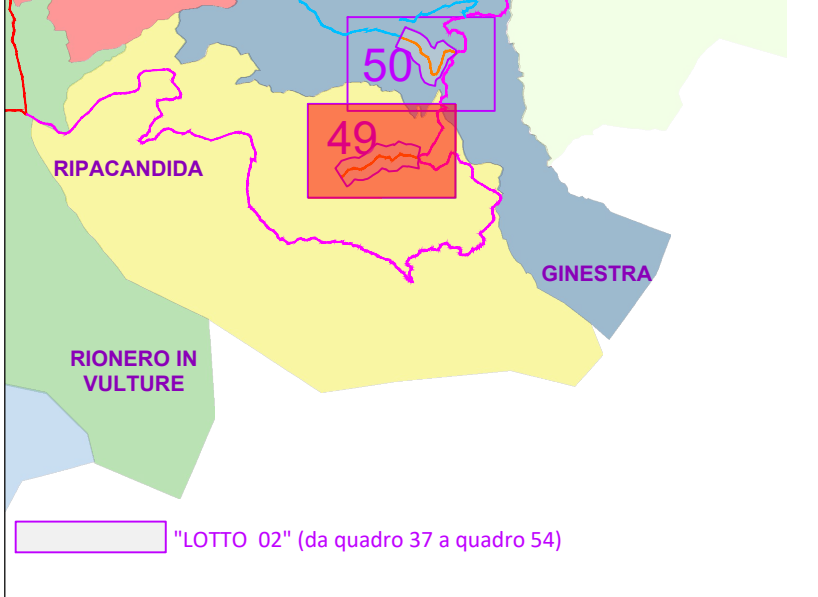 50
49
RIPACANDIDA
GINESTRA
RIONERO IN
VULTURE
"LOTTO 02" (da quadro 37 a quadro 54)